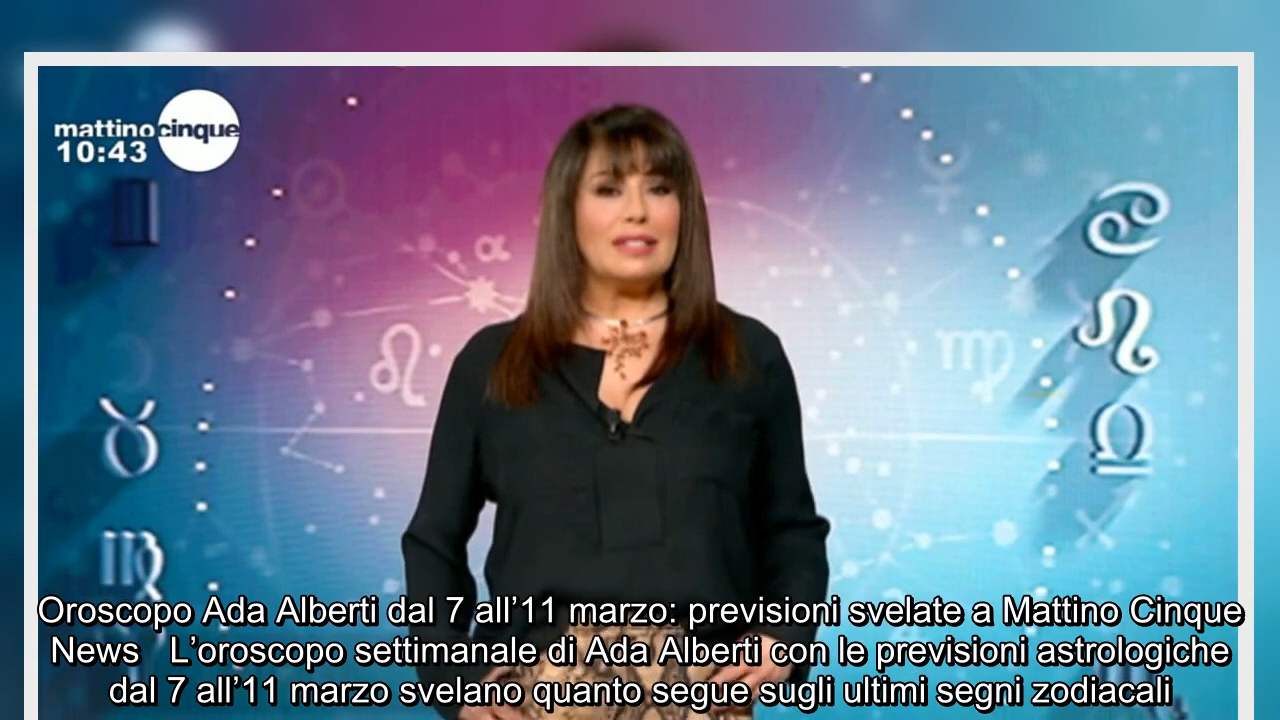 mattino cinque
10:43
Oroscopo Ada Alberti dal 7 all’11 marzo: previsioni svelate a Mattino Cinque
News L’oroscopo settimanale di Ada Alberti con le previsioni astrologiche
dal 7 all’11 marzo svelano quanto segue sugli ultimi segni zodiacali